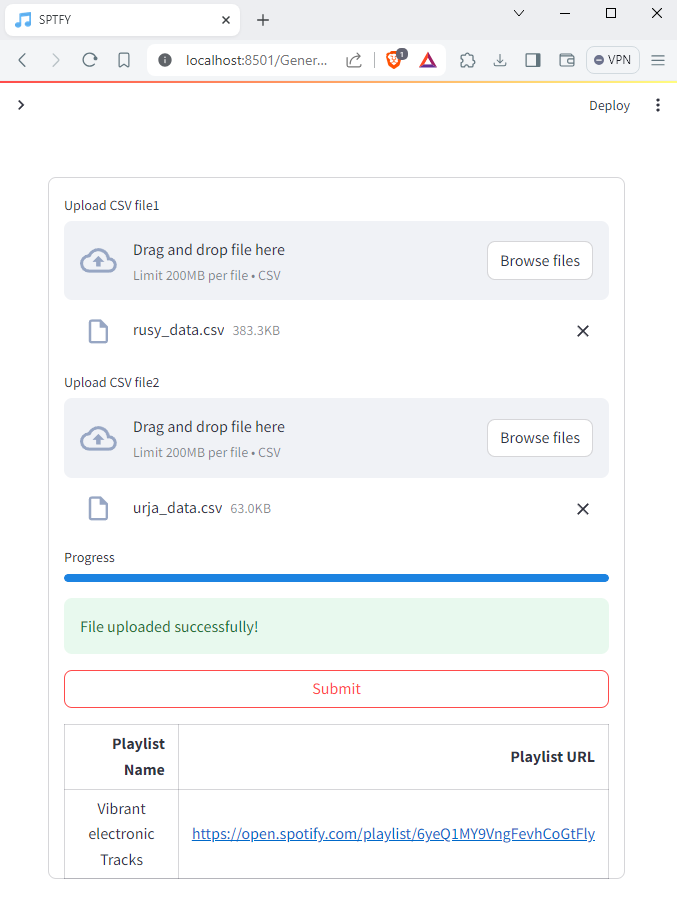 SPTFY
localhost:8501/Gener...
1
VPN
Deploy
Upload CSV file1
Drag and drop file here
Limit 200MB per file • CSV
Browse files
rusy_data.csv 383.3KB
Upload CSV file2
Drag and drop file here
Limit 200MB per file • CSV
Browse files
urja_data.csv 63.0KB
Progress
File uploaded successfully!
Submit
Playlist
Name
Playlist URL
Vibrant
electronic
Tracks
https://open.spotify.com/playlist/6yeQ1MY9VngFevhCoGtFly